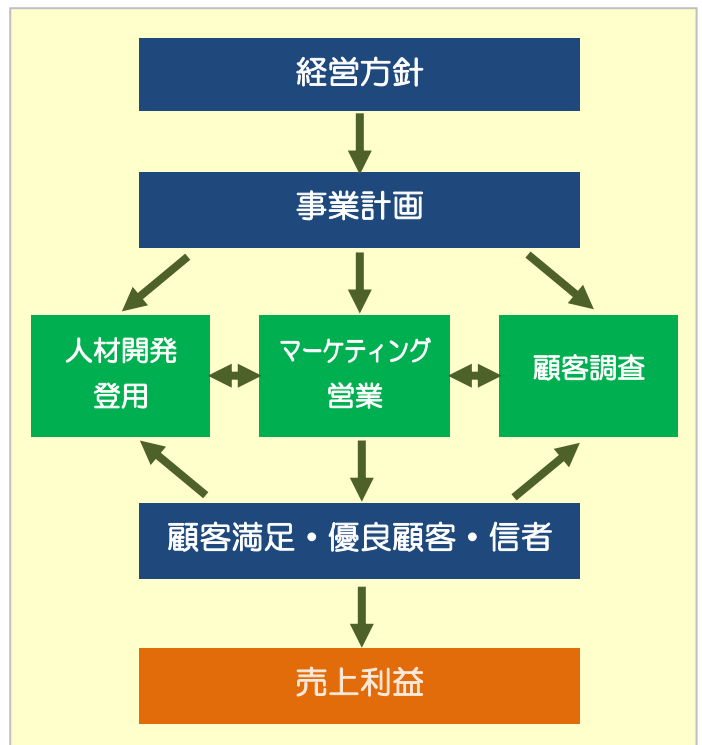 経営方針
事業計画
人材開発
登用
マーケティング
営業
顧客調査
顧客満足・優良顧客・信者
売上利益